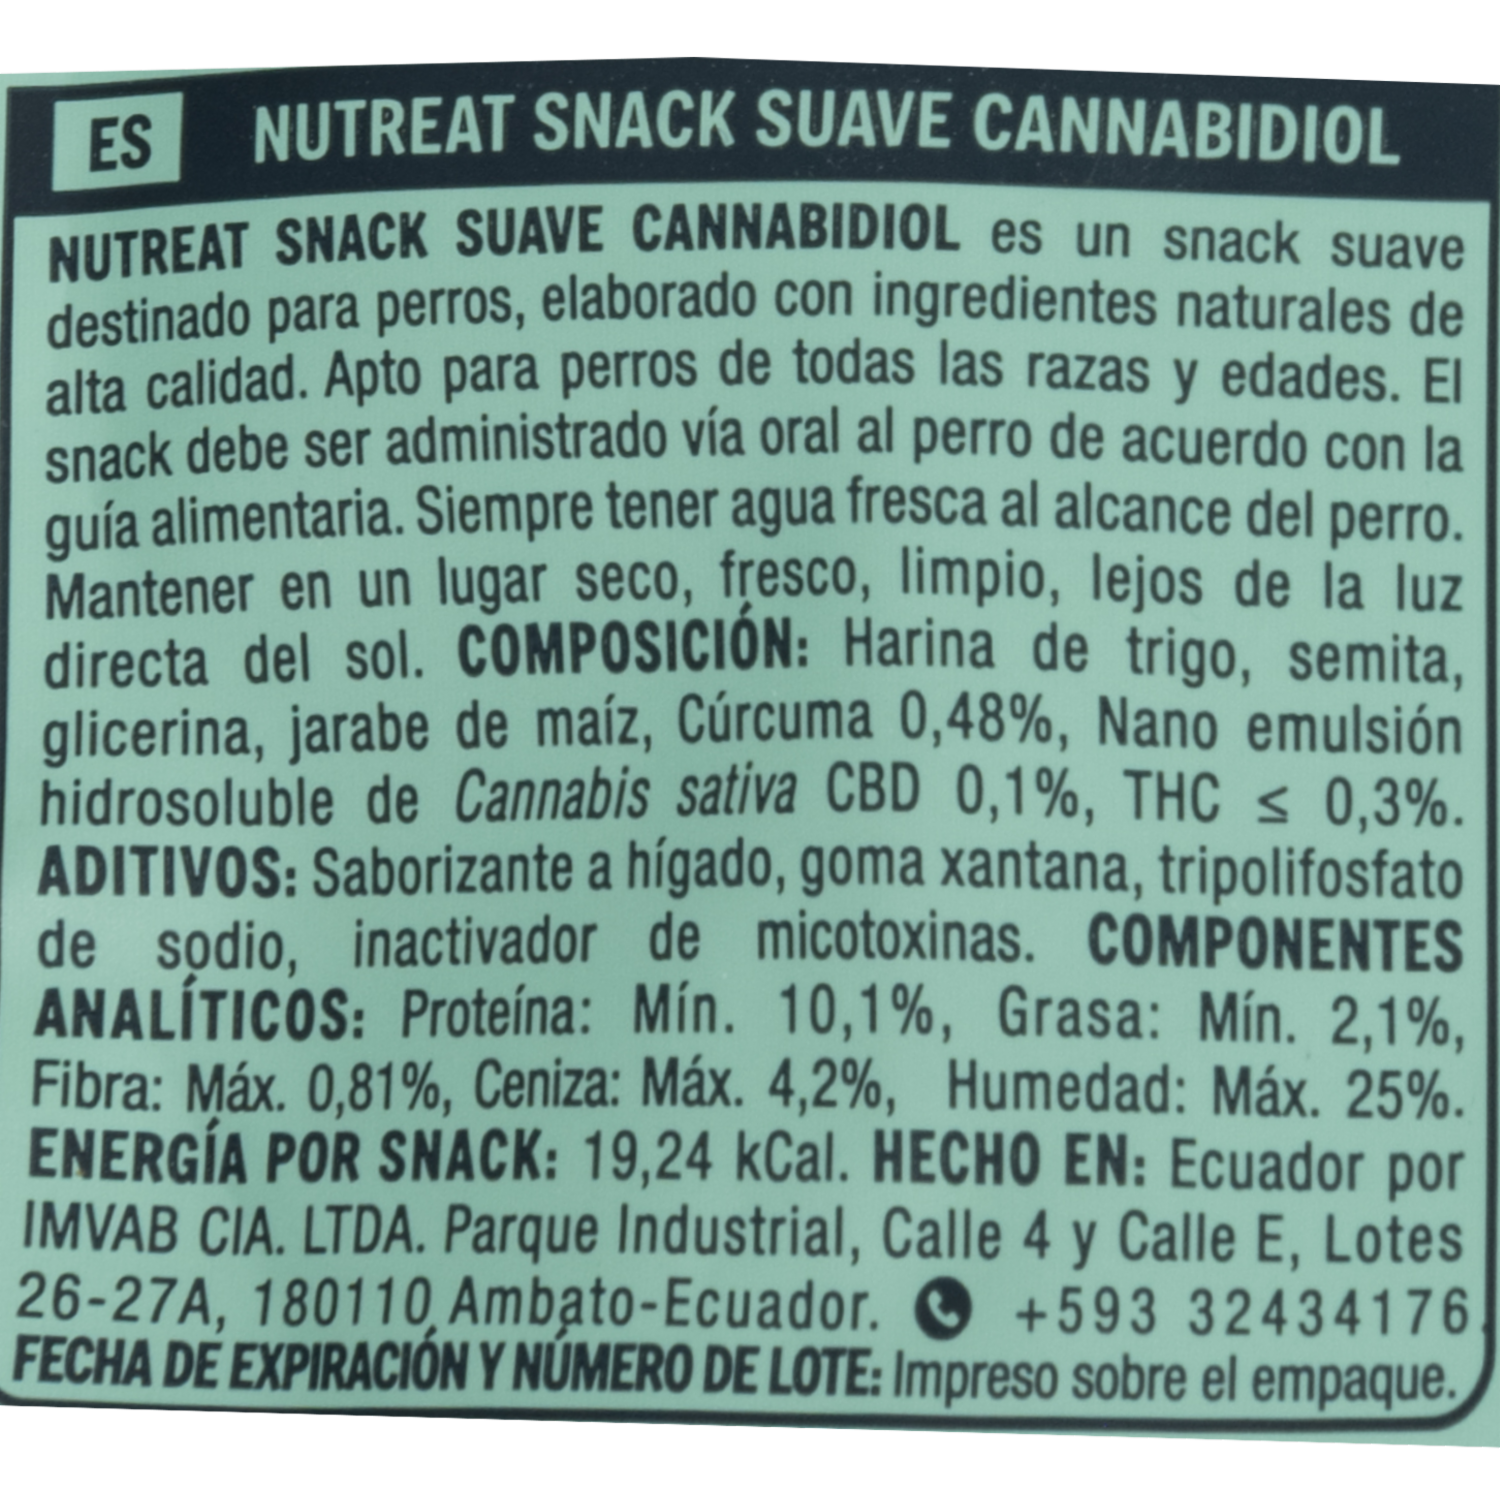 ES NUTREAT SNACK SUAVE CANNABIDIOL
NUTREAT SNACK SUAVE CANNABIDIOL es un snack suave
destinado para perros, elaborado con ingredientes naturales de
alta calidad. Apto para perros de todas las razas y edades. El
snack debe ser administrado vía oral al perro de acuerdo con la
guía alimentaria. Siempre tener agua fresca al alcance del perro.
Mantener en un lugar seco, fresco, limpio, lejos de la luz
directa del sol. COMPOSICIÓN: Harina de trigo, semita,
glicerina, jarabe de maíz, Cúrcuma 0,48%, Nano emulsión
hidrosoluble de Cannabis sativa CBD 0,1%, THC ≤ 0,3%.
ADITIVOS: Saborizante a hígado, goma xantana, tripolifosfato
de sodio, inactivador de micotoxinas. COMPONENTES
ANALÍTICOS: Proteína: Mín. 10,1%, Grasa: Mín. 2,1%,
Fibra: Máx. 0,81%, Ceniza: Máx. 4,2%, Humedad: Máx. 25%.
ENERGÍA POR SNACK: 19,24 kCal. HECHO EN: Ecuador por
IMVAB CIA. LTDA. Parque Industrial, Calle 4 y Calle E, Lotes
26-27A, 180110 Ambato-Ecuador. +593 32434176
FECHA DE EXPIRACIÓN Y NÚMERO DE LOTE: Impreso sobre el empaque.